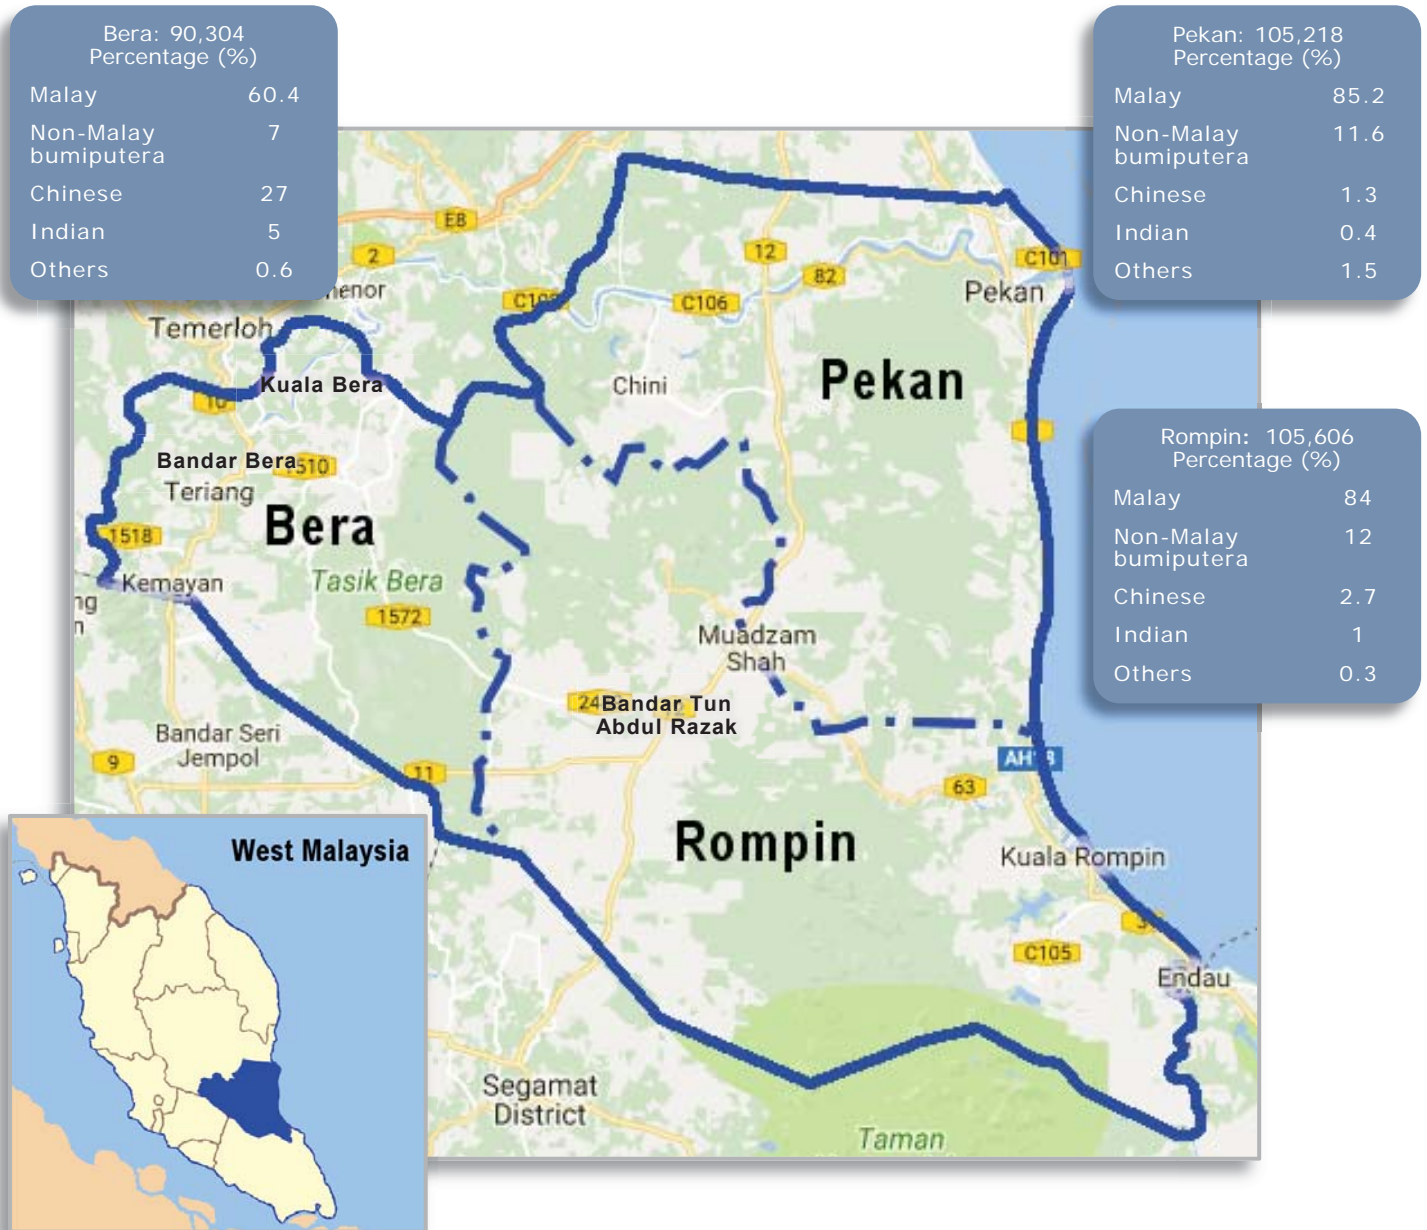 Bera: 90,304
Percentage (%)
Malay 60.4
Non-Malay 7
bumiputera
Chinese 27
Indian 5
Others 0.6
Pekan: 105,218
Percentage (%)
Malay 85.2
Non-Malay 11.6
bumiputera
Chinese 1.3
Indian 0.4
Others 1.5
E8
2
12
82
C101
C106
Pekan
Temerloh
Kuala Bera
Chini
Pekan
10
Bandar Bera
1510
Teriang
Bera
1518
Kemayan
Tasik Bera
1572
Rompin: 105,606
Percentage (%)
Malay 84
Non-Malay 12
bumiputera
Chinese 2.7
Indian 1
Others 0.3
Muadzam
Shah
24
Bandar Tun
Abdul Razak
Bandar Seri
Jempol
9
11
63
Rompin
Kuala Rompin
C105
Endau
Segamat
District
Taman
West Malaysia